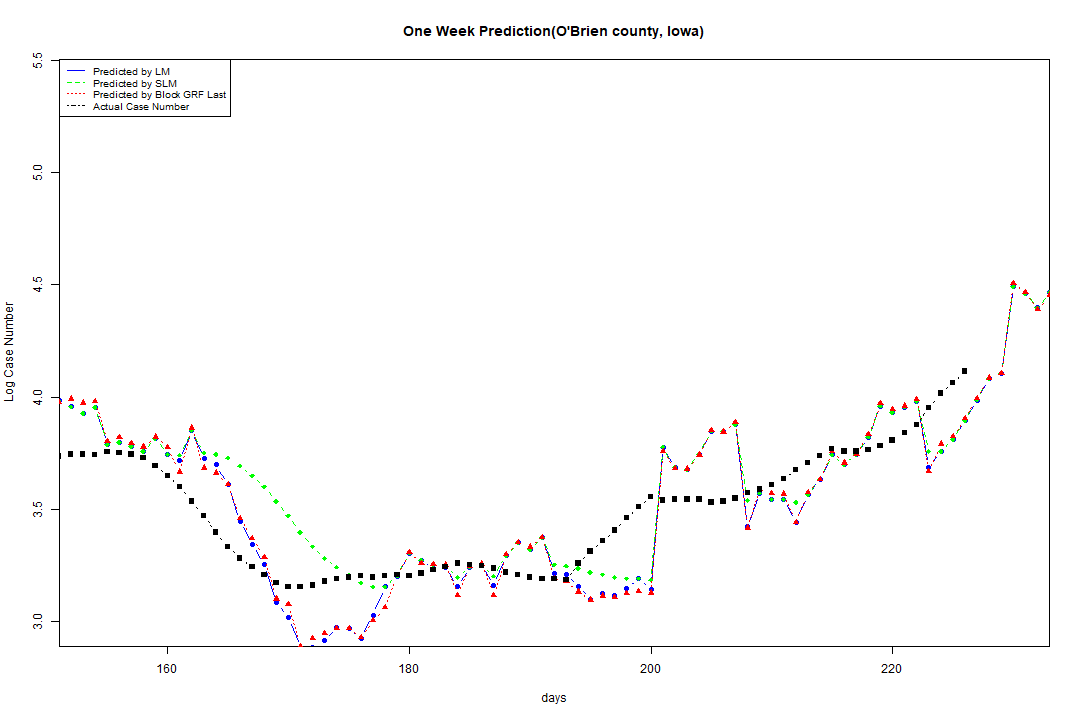 One Week Prediction(O'Brien county, Iowa)
Predicted by LM
Predicted by SLM
Predicted by Block GRF Last
Actual Case Number
5.5
5.0
4.5
4.0
3.5
3.0
Log Case Number
160 180 200 220
days